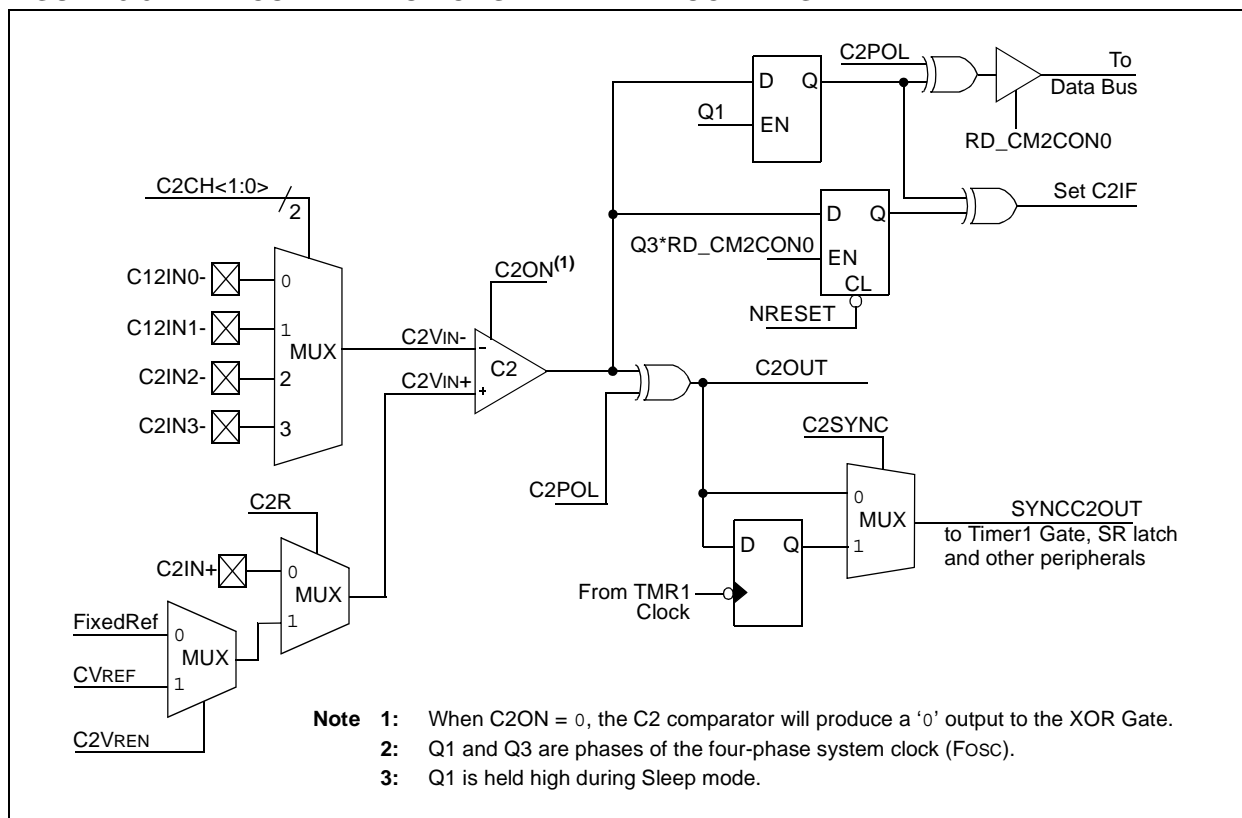 C2POL
To
Data Bus
D Q
Q1
EN
RD_CM2CON0
C2CH<1:0>
2
Set C2IF
D Q
Q3*RD_CM2CON0
EN
CL
NRESET
C12IN0-
0
C12IN1-
1
MUX
C2IN2-
2
C2IN3-
3
C2ON(1)
C2VIN-
-
C2
C2VIN+
+
C2OUT
C2POL
C2SYNC
0
MUX
1
SYNCC2OUT
to Timer1 Gate, SR latch
and other peripherals
D Q
From TMR1
Clock
C2R
C2IN+
0
MUX
1
FixedRef
0
MUX
CVREF
1
C2VREN
Note 1: When C2ON = 0, the C2 comparator will produce a ‘0’ output to the XOR Gate.
2: Q1 and Q3 are phases of the four-phase system clock (FOSC).
3: Q1 is held high during Sleep mode.